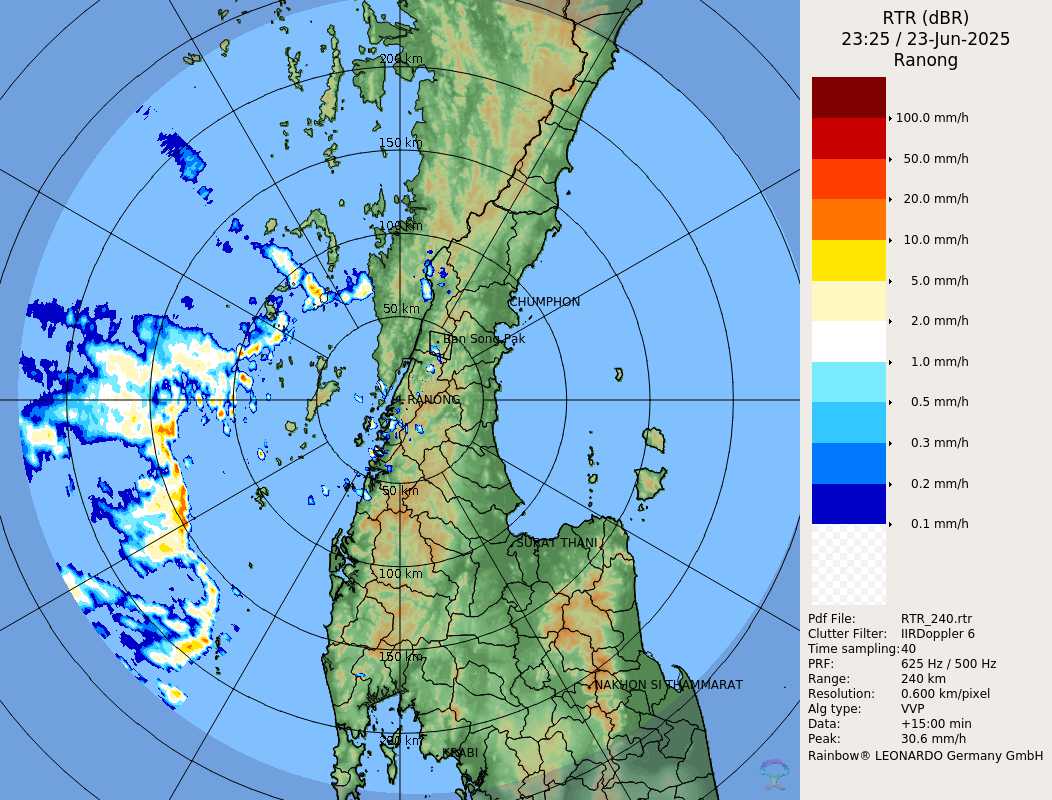 RTR (dBR)
23:25 / 23-Jun-2025
Ranong
100.0 mm/h
50.0 mm/h
20.0 mm/h
10.0 mm/h
5.0 mm/h
2.0 mm/h
1.0 mm/h
0.5 mm/h
0.3 mm/h
0.2 mm/h
0.1 mm/h
Pdf File: RTR_240.rtr
Clutter Filter: IIRDoppler 6
Time sampling:40
PRF: 625 Hz / 500 Hz
Range: 240 km
Resolution: 0.600 km/pixel
Alg type: VVP
Data: +15:00 min
Peak: 30.6 mm/h
Rainbow® LEONARDO Germany GmbH
200 km
150 km
100 km
50 km
CHUMPHON
Ban Song Pak
RANONG
50 km
SURAT THANI
100 km
150 km
NAKHON SI THAMMARAT
200 km
KRABI